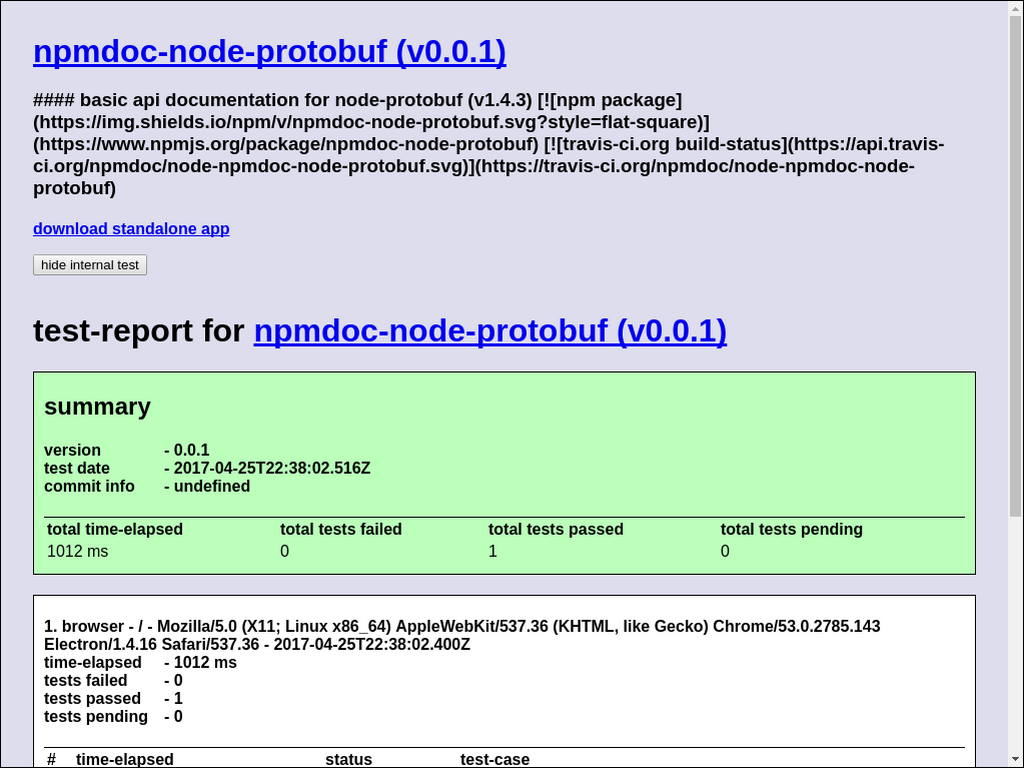 npmdoc-node-protobuf (v0.0.1)
#### basic api documentation for node-protobuf (v1.4.3) [![npm package]
(https://img.shields.io/npm/v/npmdoc-node-protobuf.svg?style=flat-square)]
(https://www.npmjs.org/package/npmdoc-node-protobuf) [![travis-ci.org build-status](https://api.travis-
ci.org/npmdoc/node-npmdoc-node-protobuf.svg)](https://travis-ci.org/npmdoc/node-npmdoc-node-
protobuf)
download standalone app
hide internal test
test-report for npmdoc-node-protobuf (v0.0.1)
summary
version - 0.0.1
test date - 2017-04-25T22:38:02.516Z
commit info - undefined
total time-elapsed total tests failed total tests passed total tests pending
1012 ms 0 1 0
1. browser - / - Mozilla/5.0 (X11; Linux x86_64) AppleWebKit/537.36 (KHTML, like Gecko) Chrome/53.0.2785.143
Electron/1.4.16 Safari/537.36 - 2017-04-25T22:38:02.400Z
time-elapsed - 1012 ms
tests failed - 0
tests passed - 1
tests pending - 0
# time-elapsed status test-case